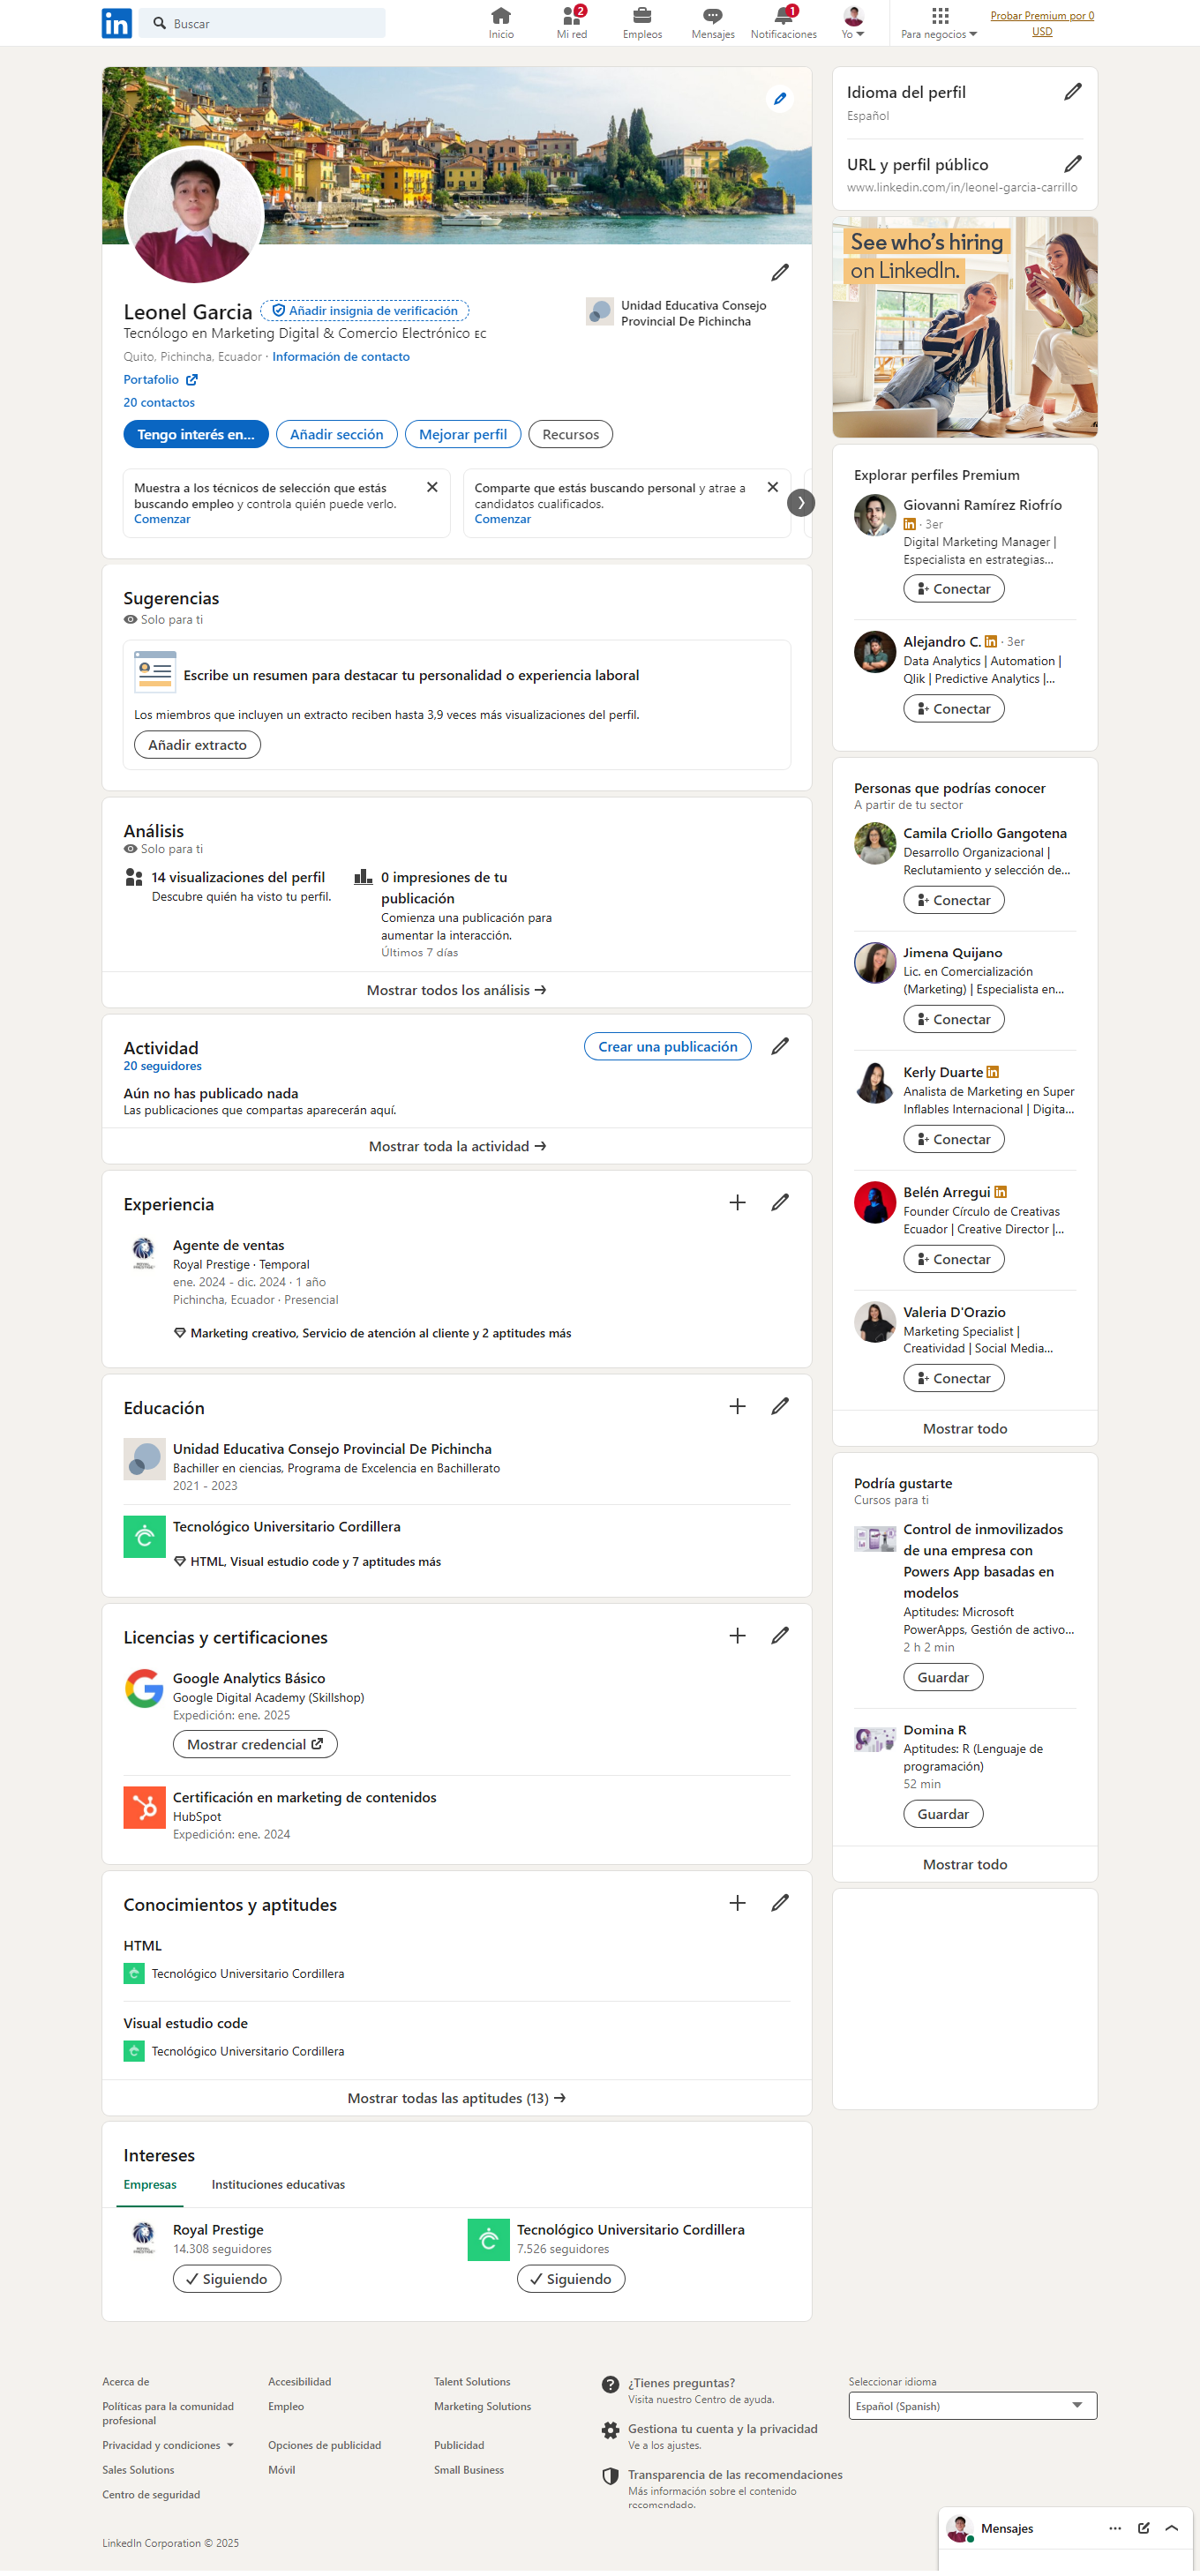 in
Buscar
Inicio
2
Mi red
Empleos
Mensajes
1
Notificaciones
Yo
Para negocios
Probar Premium por 0
USD
Leonel Garcia
Añadir insignia de verificación
Tecnólogo en Marketing Digital & Comercio Electrónico EC
Quito, Pichincha, Ecuador · Información de contacto
Portafolio
20 contactos
Unidad Educativa Consejo
Provincial De Pichincha
Tengo interés en...
Añadir sección
Mejorar perfil
Recursos
Muestra a los técnicos de selección que estás
buscando empleo y controla quién puede verlo.
Comenzar
Comparte que estás buscando personal y atrae a
candidatos cualificados.
Comenzar
Sugerencias
Solo para ti
Escribe un resumen para destacar tu personalidad o experiencia laboral
Los miembros que incluyen un extracto reciben hasta 3,9 veces más visualizaciones del perfil.
Añadir extracto
Análisis
Solo para ti
14 visualizaciones del perfil
Descubre quién ha visto tu perfil.
0 impresiones de tu
publicación
Comienza una publicación para
aumentar la interacción.
Últimos 7 días
Mostrar todos los análisis →
Actividad
20 seguidores
Crear una publicación
Aún no has publicado nada
Las publicaciones que compartas aparecerán aquí.
Mostrar toda la actividad →
Experiencia
Agente de ventas
Royal Prestige · Temporal
ene. 2024 - dic. 2024 · 1 año
Pichincha, Ecuador · Presencial
Marketing creativo, Servicio de atención al cliente y 2 aptitudes más
Educación
Unidad Educativa Consejo Provincial De Pichincha
Bachiller en ciencias, Programa de Excelencia en Bachillerato
2021 - 2023
Tecnológico Universitario Cordillera
HTML, Visual estudio code y 7 aptitudes más
Licencias y certificaciones
Google Analytics Básico
Google Digital Academy (Skillshop)
Expedición: ene. 2025
Mostrar credencial
Certificación en marketing de contenidos
HubSpot
Expedición: ene. 2024
Conocimientos y aptitudes
HTML
Tecnológico Universitario Cordillera
Visual estudio code
Tecnológico Universitario Cordillera
Mostrar todas las aptitudes (13) →
Intereses
Empresas
Instituciones educativas
Royal Prestige
14.308 seguidores
Siguiendo
Tecnológico Universitario Cordillera
7.526 seguidores
Siguiendo
Idioma del perfil
Español
URL y perfil público
www.linkedin.com/in/leonel-garcia-carrillo
See who's hiring
on LinkedIn.
Explorar perfiles Premium
Giovanni Ramírez Riofrío
in · 3er
Digital Marketing Manager |
Especialista en estrategias...
Conectar
Alejandro C. in · 3er
Data Analytics | Automation |
Qlik | Predictive Analytics |...
Conectar
Personas que podrías conocer
A partir de tu sector
Camila Criollo Gangotena
Desarrollo Organizacional |
Reclutamiento y selección de...
Conectar
Jimena Quijano
Lic. en Comercialización
(Marketing) | Especialista en...
Conectar
Kerly Duarte in
Analista de Marketing en Super
Inflables Internacional | Digita...
Conectar
Belén Arregui in
Founder Círculo de Creativas
Ecuador | Creative Director |...
Conectar
Valeria D'Orazio
Marketing Specialist |
Creatividad | Social Media...
Conectar
Mostrar todo
Podría gustarte
Cursos para ti
Control de inmovilizados
de una empresa con
Powers App basadas en
modelos
Aptitudes: Microsoft
PowerApps, Gestión de activo...
2 h 2 min
Guardar
Domina R
Aptitudes: R (Lenguaje de
programación)
52 min
Guardar
Mostrar todo
Acerca de
Accesibilidad
Talent Solutions
Políticas para la comunidad
profesional
Empleo
Marketing Solutions
Privacidad y condiciones
Opciones de publicidad
Publicidad
Sales Solutions
Móvil
Small Business
Centro de seguridad
¿Tienes preguntas?
Visita nuestro Centro de ayuda.
Gestiona tu cuenta y la privacidad
Ve a los ajustes.
Transparencia de las recomendaciones
Más información sobre el contenido
recomendado.
Seleccionar idioma
Español (Spanish)
LinkedIn Corporation © 2025
Mensajes